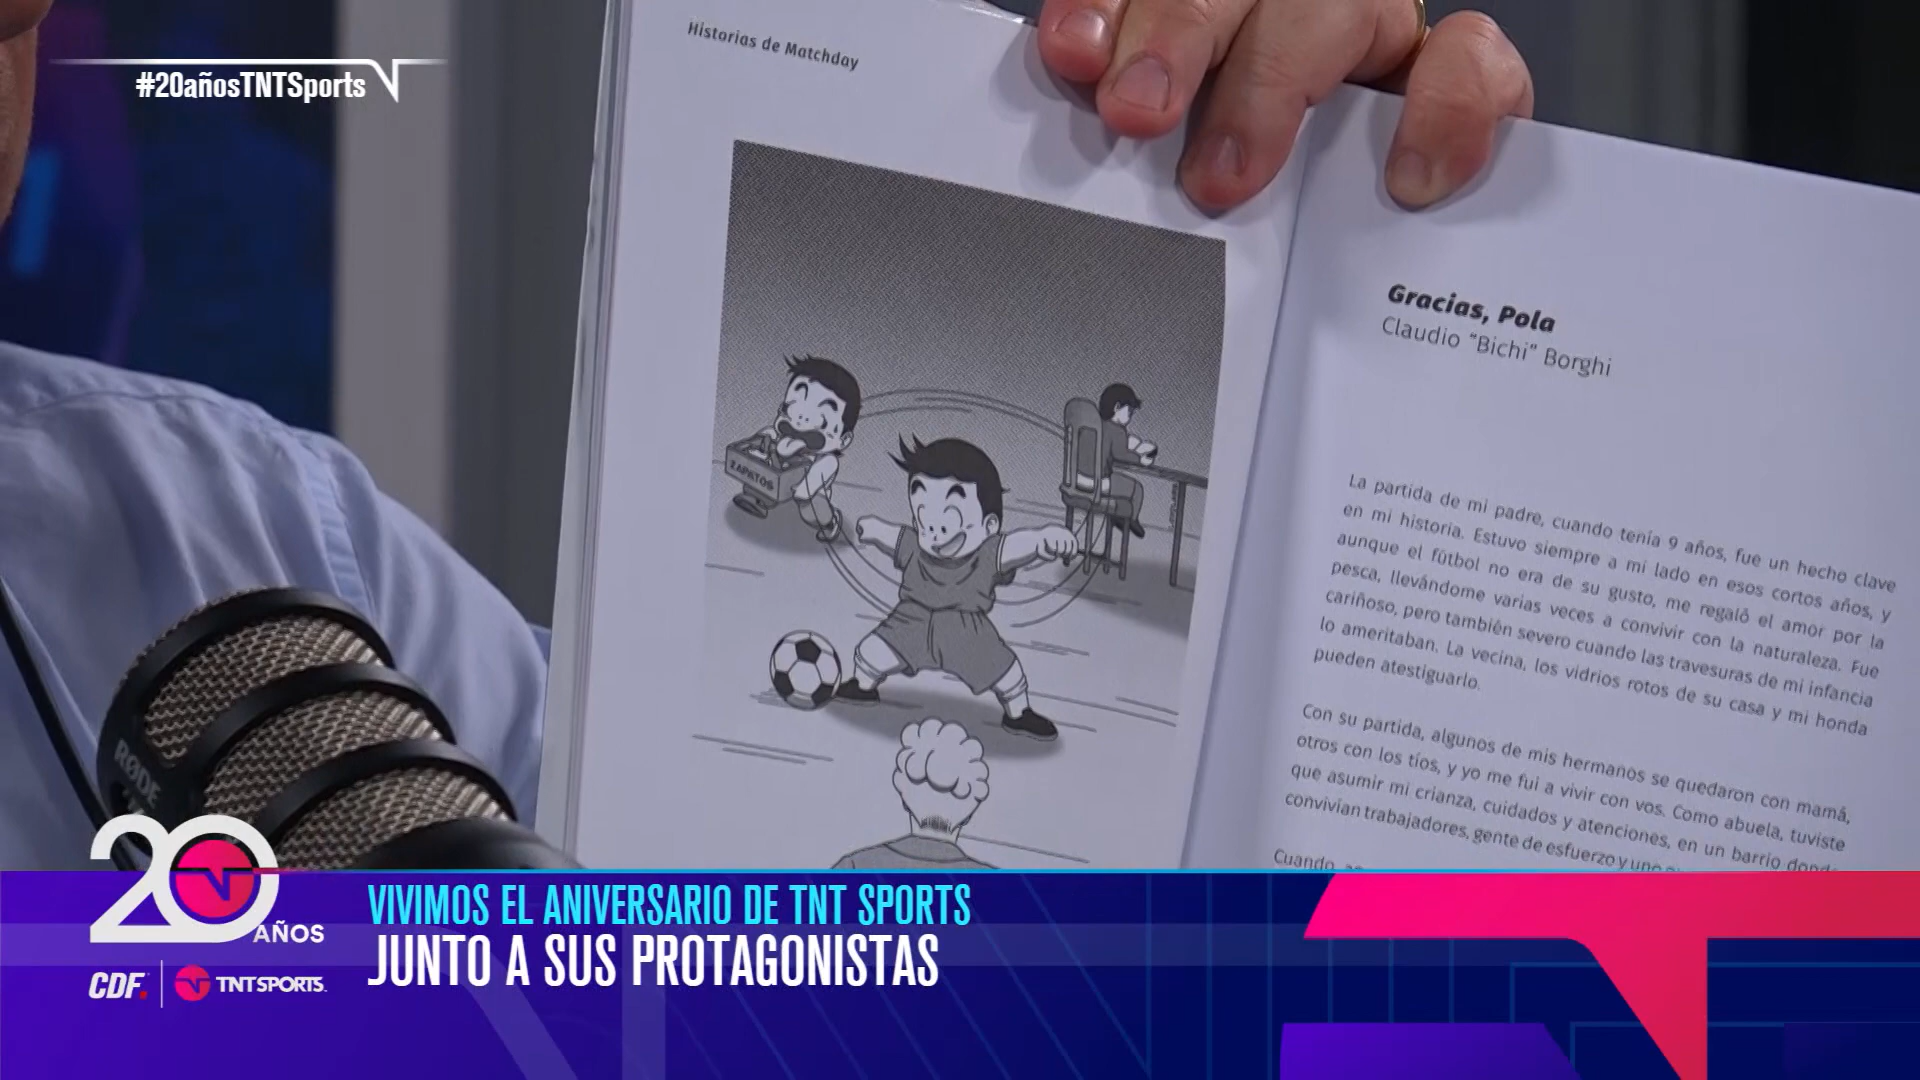 #20añosTNTSports
Historias de Matchday
ZAPATOS
Gracias, Pola
Claudio "Bichi" Borghi
La partida de mi padre, cuando tenía 9 años, fue un hecho clave
en mi historia. Estuvo siempre a mi lado en esos cortos años, y
aunque el fútbol no era de su gusto, me regaló el amor por la
pesca, llevándome varias veces a convivir con la naturaleza. Fue
cariñoso, pero también severo cuando las travesuras de mi infancia
lo ameritaban. La vecina, los vidrios rotos de su casa y mi honda
pueden atestiguarlo.
Con su partida, algunos de mis hermanos se quedaron con mamá,
otros con los tíos, y yo me fui a vivir con vos. Como abuela, tuviste
que asumir mi crianza, cuidados y atenciones, en un barrio donde
convivían trabajadores, gente de esfuerzo y uno
Cuando
RØDE
20 AÑOS
VIVIMOS EL ANIVERSARIO DE TNT SPORTS
JUNTO A SUS PROTAGONISTAS
CDF. TNT SPORTS